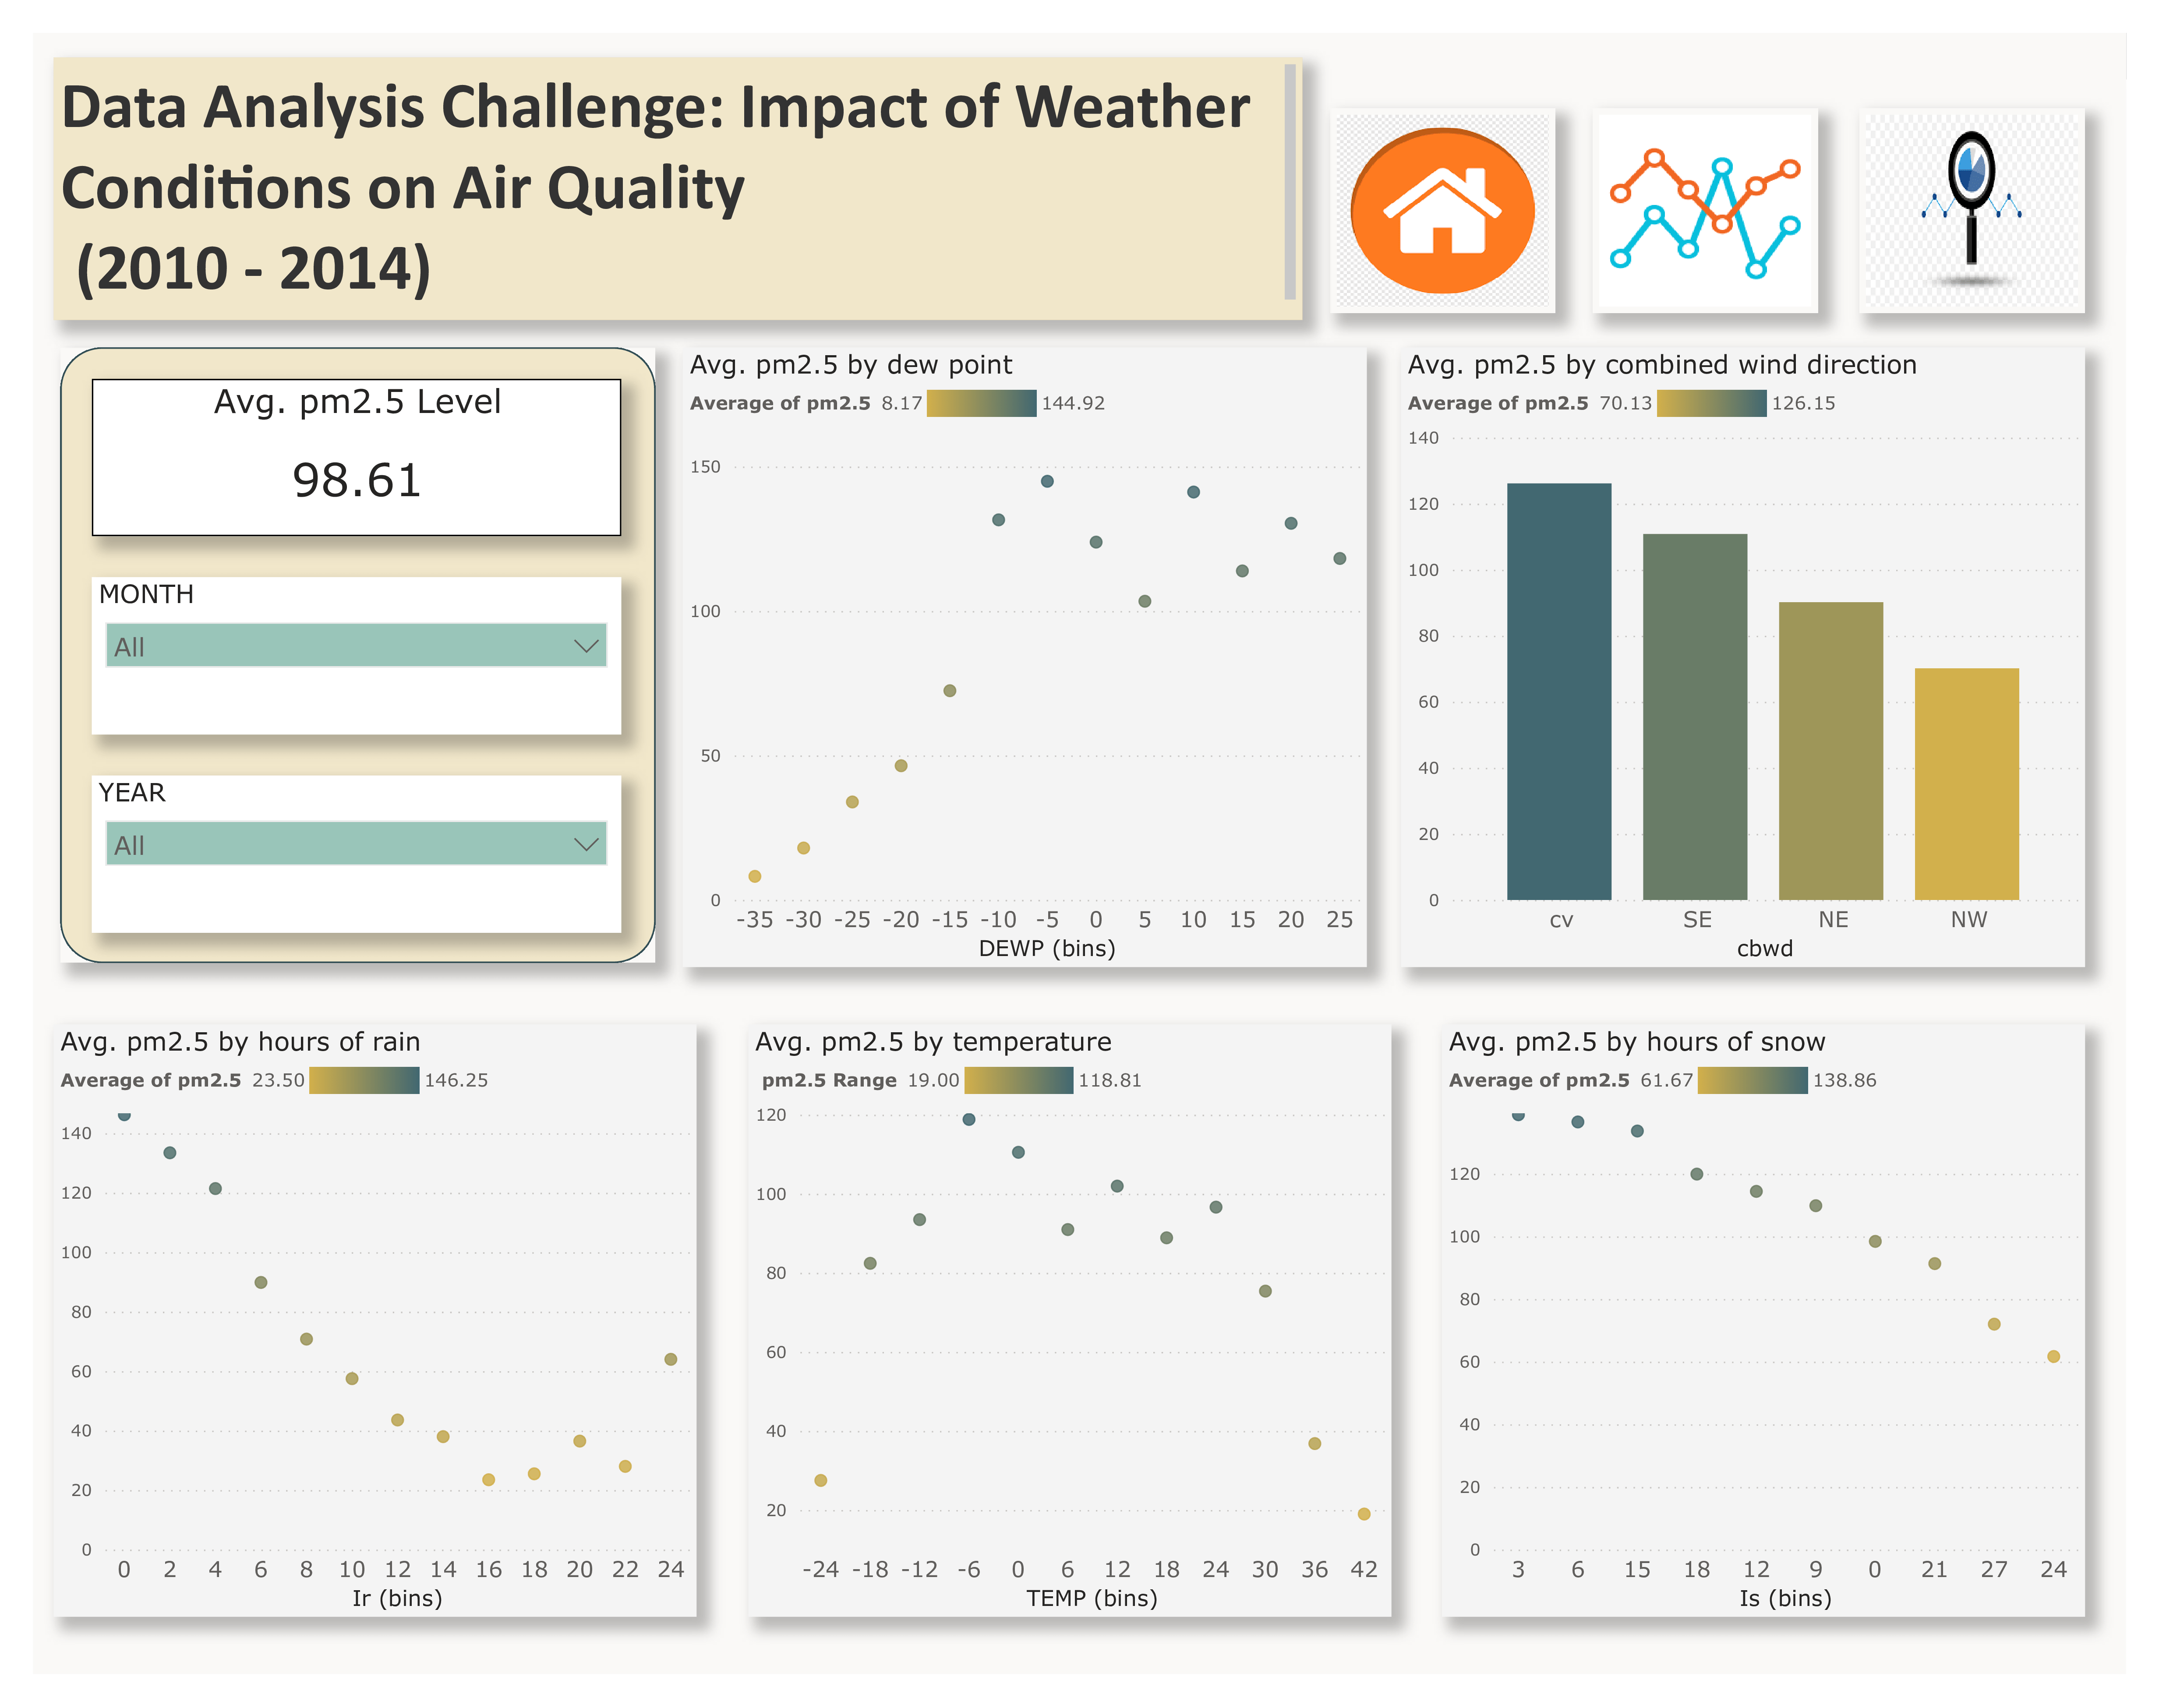 Data Analysis Challenge: Impact of Weather
Conditions on Air Quality
(2010 - 2014)
Avg. pm2.5 Level
98.61
MONTH
All
YEAR
All
Avg. pm2.5 by dew point
Average of pm2.5 8.17 144.92
150
100
50
0
-35 -30 -25 -20 -15 -10 -5 0 5 10 15 20 25
DEWP (bins)
Avg. pm2.5 by combined wind direction
Average of pm2.5 70.13 126.15
140
120
100
80
60
40
20
0
cv SE NE NW
cbwd
Avg. pm2.5 by hours of rain
Average of pm2.5 23.50 146.25
140
120
100
80
60
40
20
0
0 2 4 6 8 10 12 14 16 18 20 22 24
Ir (bins)
Avg. pm2.5 by temperature
pm2.5 Range 19.00 118.81
120
100
80
60
40
20
-24 -18 -12 -6 0 6 12 18 24 30 36 42
TEMP (bins)
Avg. pm2.5 by hours of snow
Average of pm2.5 61.67 138.86
120
100
80
60
40
20
0
3 6 15 18 12 9 0 21 27 24
Is (bins)